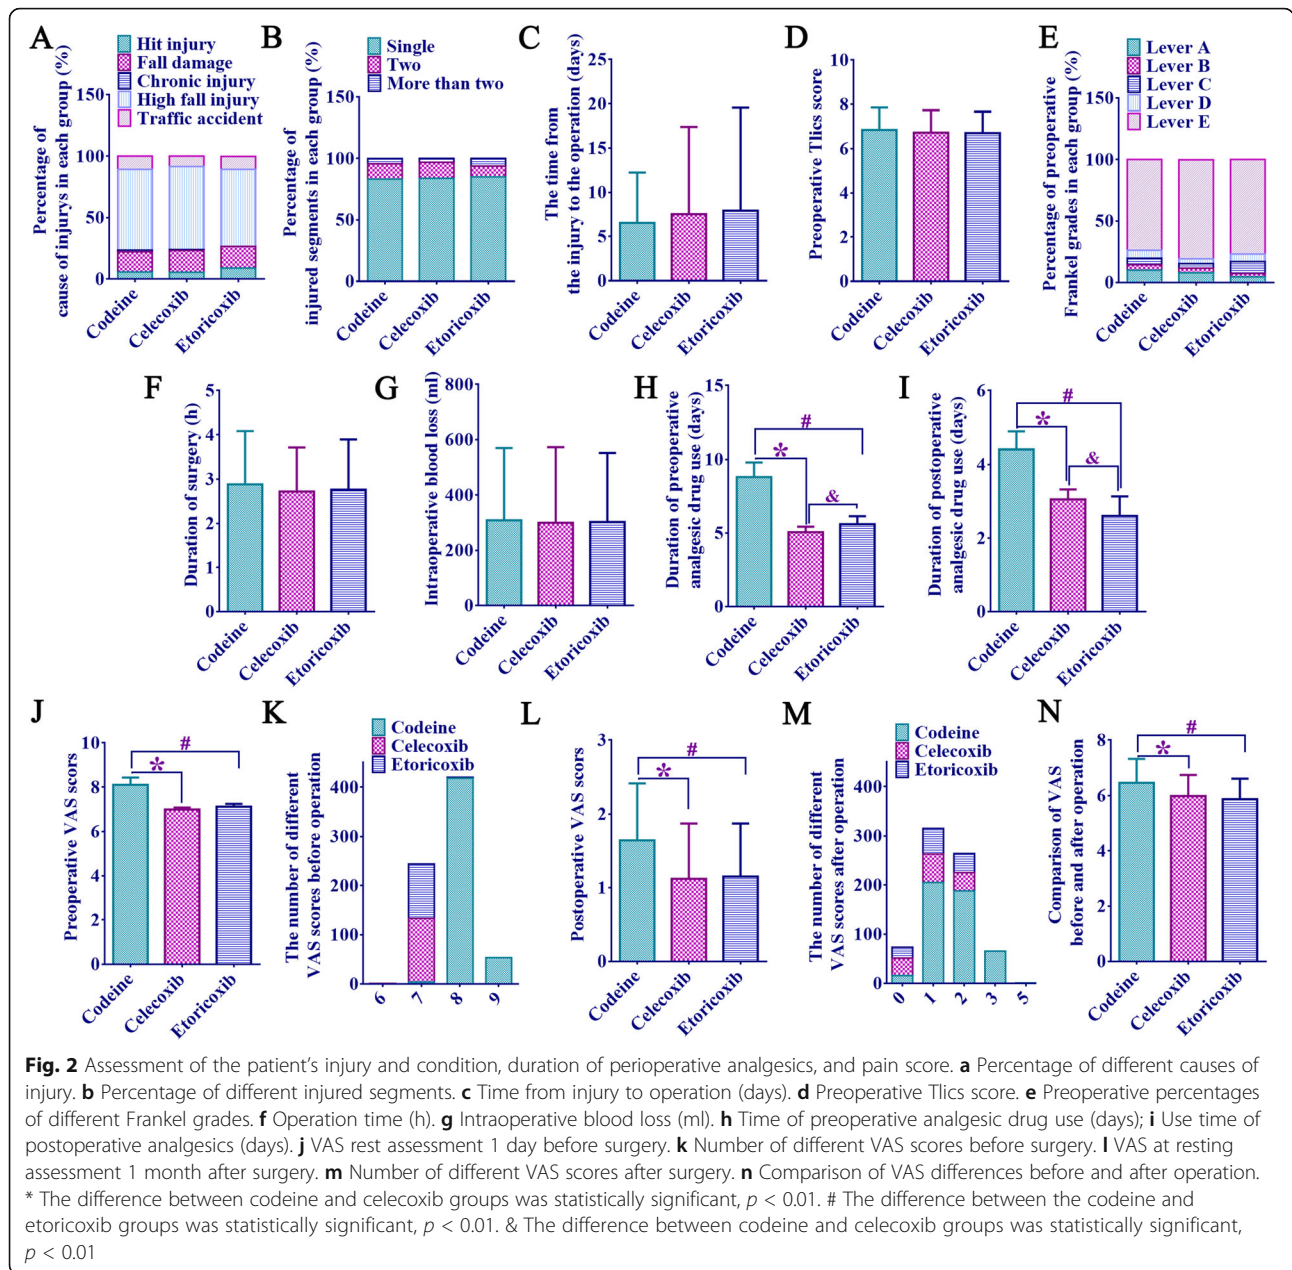 A
Hit injury
Fall damage
Chronic injury
High fall injury
Traffic accident
Percentage of
cause of injurys in each group (%)
150
100
50
0
Codeine
Celecoxib
Etoricoxib
B
Single
Two
More than two
Percentage of
injured segments in each group (%)
150
100
50
0
Codeine
Celecoxib
Etoricoxib
C
The time from
the injury to the operation (days)
25
20
15
10
5
0
Codeine
Celecoxib
Etoricoxib
D
Preoperative Tlics score
10
8
6
4
2
0
Codeine
Celecoxib
Etoricoxib
E
Lever A
Lever B
Lever C
Lever D
Lever E
Percentage of preoperative
Frankel grades in each group (%)
150
100
50
0
Codeine
Celecoxib
Etoricoxib
F
Duration of surgery (h)
5
4
3
2
1
0
Codeine
Celecoxib
Etoricoxib
G
Intraoperative blood loss (ml)
800
600
400
200
0
Codeine
Celecoxib
Etoricoxib
H
Duration of preoperative
analgesic drug use (days)
15
10
5
0
#
*
&
Codeine
Celecoxib
Etoricoxib
I
Duration of postoperative
analgesic drug use (days)
6
4
2
0
#
*
&
Codeine
Celecoxib
Etoricoxib
J
Preoperative VAS scors
10
8
6
4
2
0
#
*
Codeine
Celecoxib
Etoricoxib
K
Codeine
Celecoxib
Etoricoxib
The number of different
VAS scores before operation
400
300
200
100
0
6
7
8
9
L
Postoperative VAS scores
3
2
1
0
#
*
Codeine
Celecoxib
Etoricoxib
M
Codeine
Celecoxib
Etoricoxib
The number of different
VAS scores after operation
400
300
200
100
0
0
1
2
3
5
N
Comparison of VAS
before and after operation
8
6
4
2
0
#
*
Codeine
Celecoxib
Etoricoxib
Fig. 2 Assessment of the patient's injury and condition, duration of perioperative analgesics, and pain score. a Percentage of different causes of
injury. b Percentage of different injured segments. c Time from injury to operation (days). d Preoperative Tlics score. e Preoperative percentages
of different Frankel grades. f Operation time (h). g Intraoperative blood loss (ml). h Time of preoperative analgesic drug use (days); i Use time of
postoperative analgesics (days). j VAS rest assessment 1 day before surgery. k Number of different VAS scores before surgery. l VAS at resting
assessment 1 month after surgery. m Number of different VAS scores after surgery. n Comparison of VAS differences before and after operation.
* The difference between codeine and celecoxib groups was statistically significant, p < 0.01. # The difference between the codeine and
etoricoxib groups was statistically significant, p < 0.01. & The difference between codeine and celecoxib groups was statistically significant,
p < 0.01